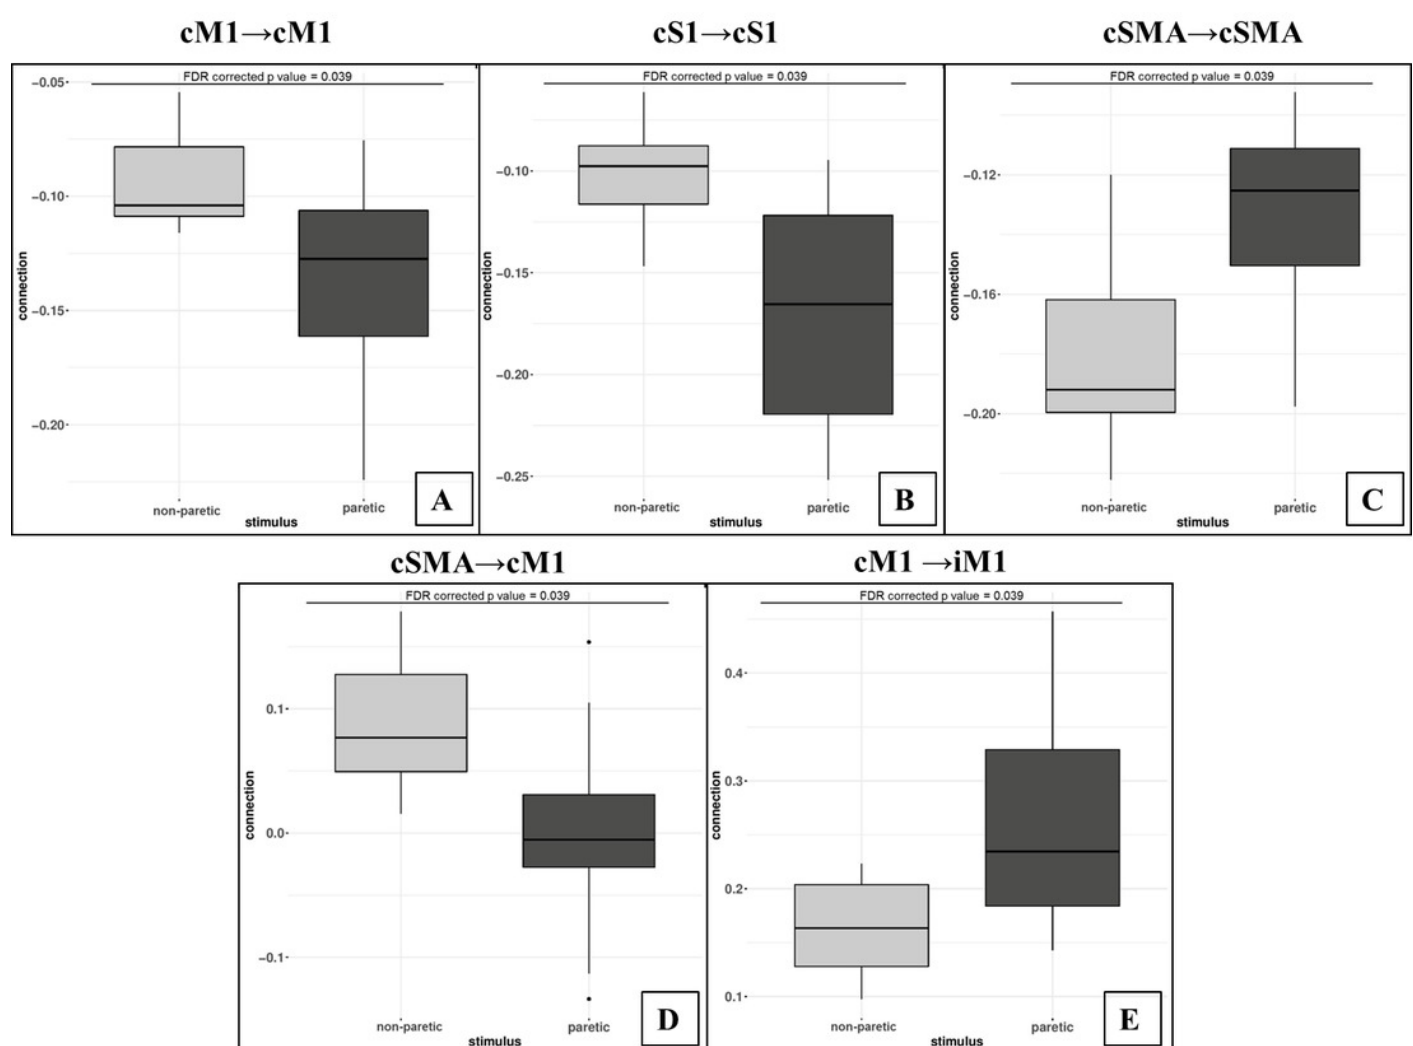 cM1→cM1
cS1→cS1
cSMA→cSMA
FDR corrected p value = 0.039
−0.05
−0.10
−0.15
−0.20
connection
non-paretic
paretic
stimulus
A
FDR corrected p value = 0.039
−0.10
−0.15
−0.20
−0.25
connection
non-paretic
paretic
stimulus
B
FDR corrected p value = 0.039
−0.12
−0.16
−0.20
connection
non-paretic
paretic
stimulus
C
cSMA→cM1
cM1 →iM1
FDR corrected p value = 0.039
0.1
0.0
−0.1
connection
non-paretic
paretic
stimulus
D
FDR corrected p value = 0.039
0.4
0.3
0.2
0.1
connection
non-paretic
paretic
stimulus
E